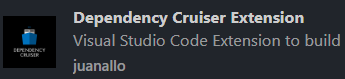 DEPENDENCY
CRUISER
Dependency Cruiser Extension
Visual Studio Code Extension to build
juanallo